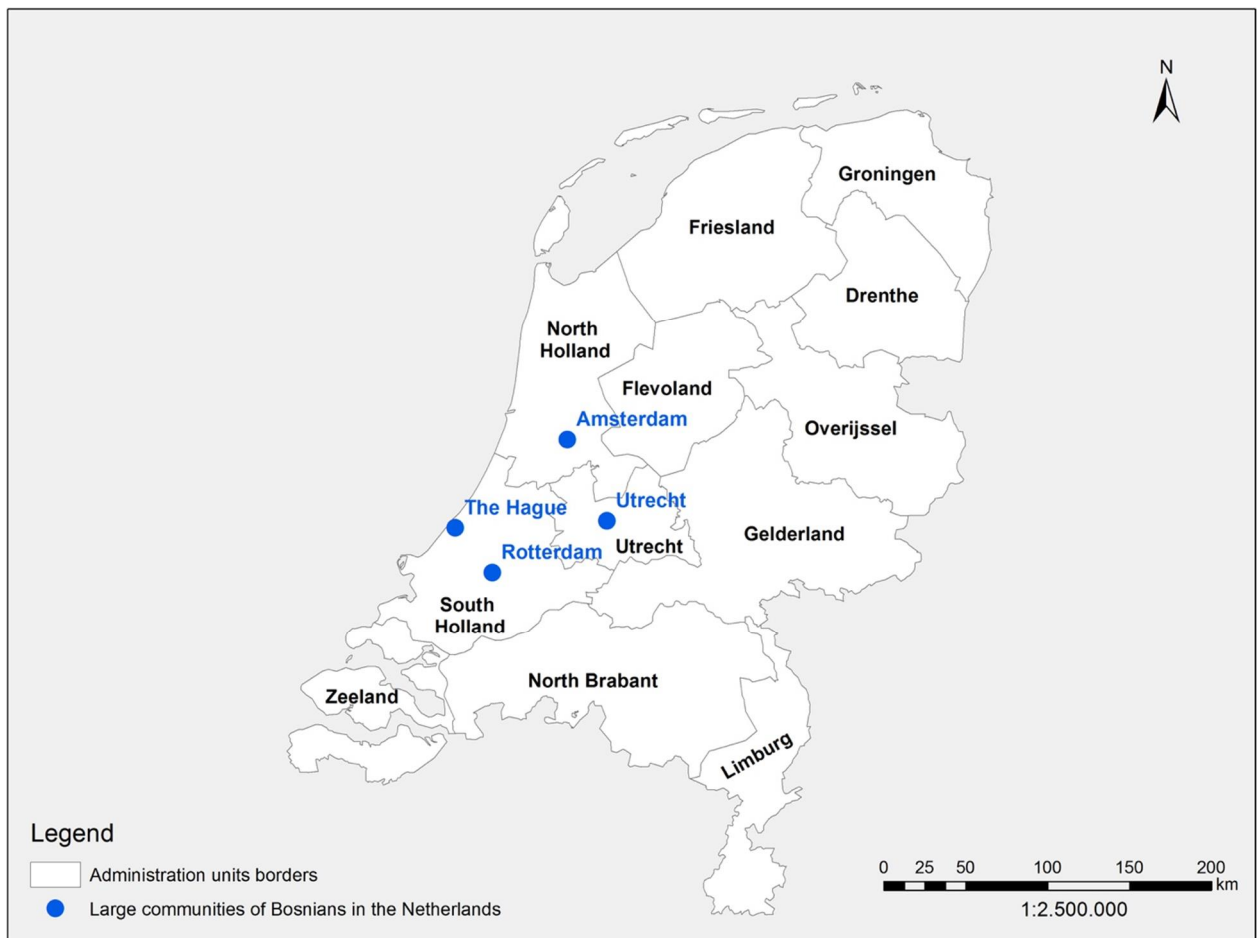 N
Groningen
Friesland
Drenthe
North
Holland
Flevoland
Amsterdam
Overijssel
The Hague
Utrecht
Gelderland
Utrecht
Rotterdam
South
Holland
North Brabant
Zeeland
Limburg
Legend
Administration units borders
Large communities of Bosnians in the Netherlands
0 25 50 100 150 200
km
1:2.500.000